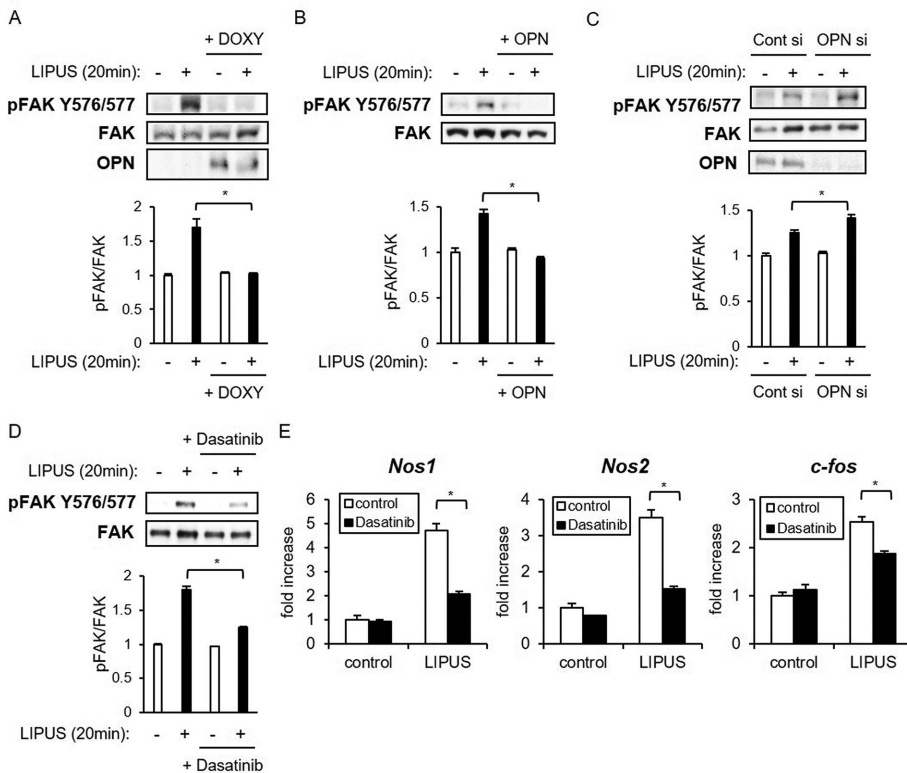 A
+ DOXY
LIPUS (20min): - + - +
pFAK Y576/577
FAK
OPN
*
2
1.5
1
0.5
0
pFAK/FAK
LIPUS (20min): - + - +
+ DOXY
B
+ OPN
LIPUS (20min): - + - +
pFAK Y576/577
FAK
*
1.5
1.0
0.5
0
pFAK/FAK
LIPUS (20min): - + - +
+ OPN
C
Cont si OPN si
LIPUS (20min): - + - +
pFAK Y576/577
FAK
OPN
*
1.5
1.0
0.5
0
pFAK/FAK
LIPUS (20min): - + - +
Cont si OPN si
D
+ Dasatinib
LIPUS (20min): - + - +
pFAK Y576/577
FAK
*
2
1.5
1
0.5
0
pFAK/FAK
LIPUS (20min): - + - +
+ Dasatinib
E
Nos1
control
Dasatinib
*
6
5
4
3
2
1
0
fold increase
control LIPUS
Nos2
control
Dasatinib
*
4
3
2
1
0
fold increase
control LIPUS
c-fos
control
Dasatinib
*
3
2
1
0
fold increase
control LIPUS